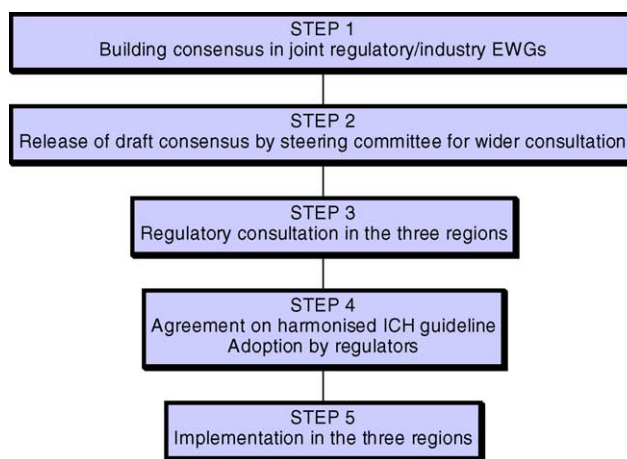 STEP 1
Building consensus in joint regulatory/industry EWGs
STEP 2
Release of draft consensus by steering committee for wider consultation
STEP 3
Regulatory consultation in the three regions
STEP 4
Agreement on harmonised ICH guideline
Adoption by regulators
STEP 5
Implementation in the three regions